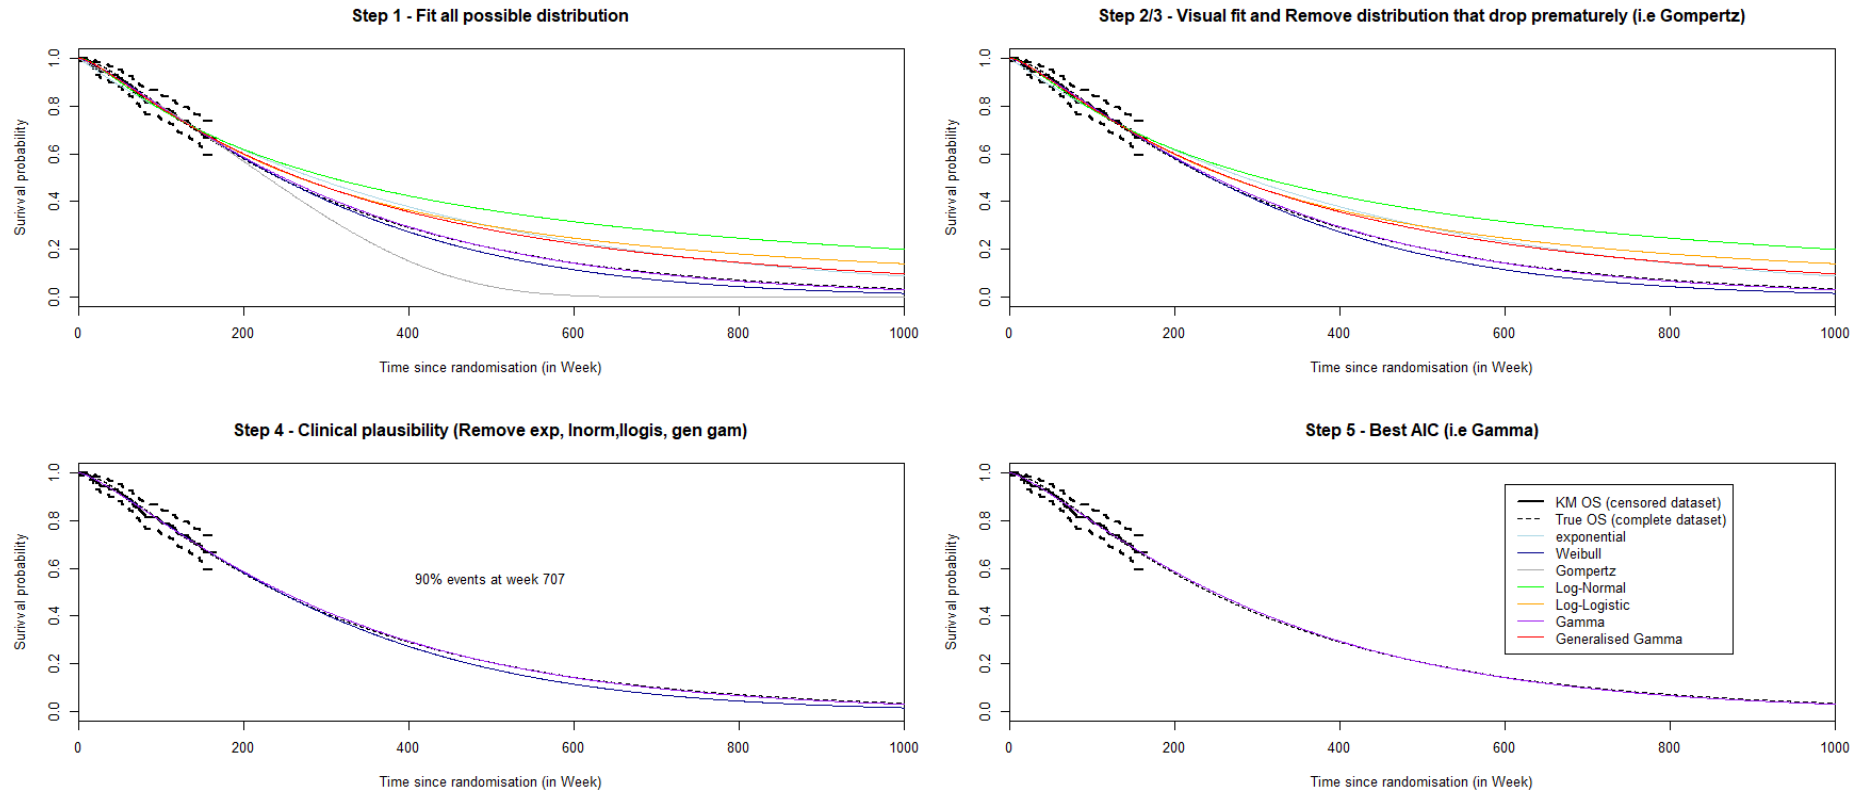 Step 1 - Fit all possible distribution
Surivval probability
0.0 0.2 0.4 0.6 0.8 1.0
0 200 400 600 800 1000
Time since randomisation (in Week)
Step 2/3 - Visual fit and Remove distribution that drop prematurely (i.e Gompertz)
Surivval probability
0.0 0.2 0.4 0.6 0.8 1.0
0 200 400 600 800 1000
Time since randomisation (in Week)
Step 4 - Clinical plausibility (Remove exp, lnorm,llogis, gen gam)
Surivval probability
0.0 0.2 0.4 0.6 0.8 1.0
90% events at week 707
0 200 400 600 800 1000
Time since randomisation (in Week)
Step 5 - Best AIC (i.e Gamma)
Surivval probability
0.0 0.2 0.4 0.6 0.8 1.0
KM OS (censored dataset)
True OS (complete dataset)
exponential
Weibull
Gompertz
Log-Normal
Log-Logistic
Gamma
Generalised Gamma
0 200 400 600 800 1000
Time since randomisation (in Week)